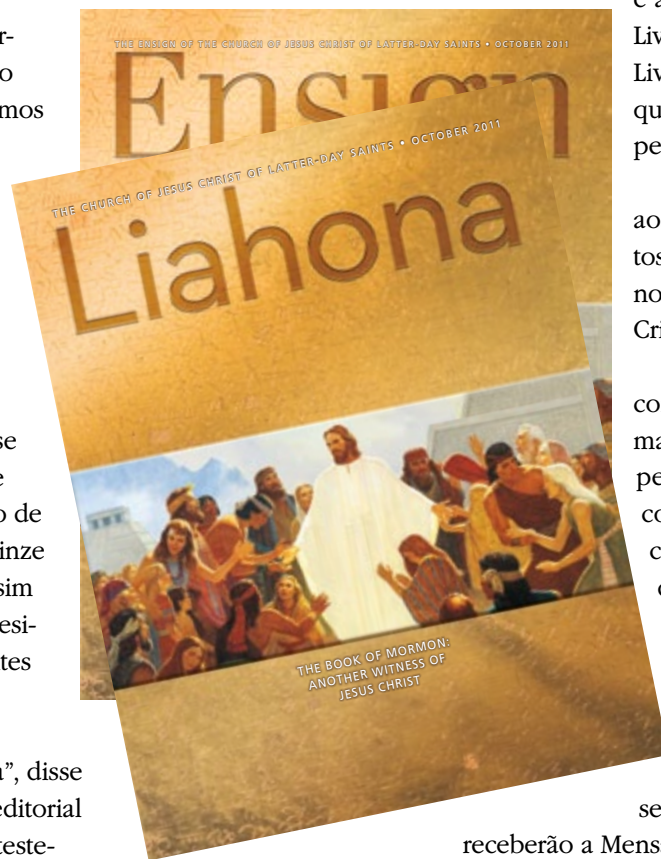 THE ENSIGN OF THE CHURCH OF JESUS CHRIST OF LATTER-DAY SAINTS • OCTOBER 2011
Ensign
THE CHURCH OF JESUS CHRIST OF LATTER-DAY SAINTS • OCTOBER 2011
Liahona
THE BOOK OF MORMON:
ANOTHER WITNESS OF
JESUS CHRIST
r-
o
mos
se
e
o de
inze
sim
esi-
tes
a”, disse
editorial
teste-
e a
Liv
Liv
qu
pe
ao
tos
no
Cri
co
ma
pe
co
c
se
receberão a Mens